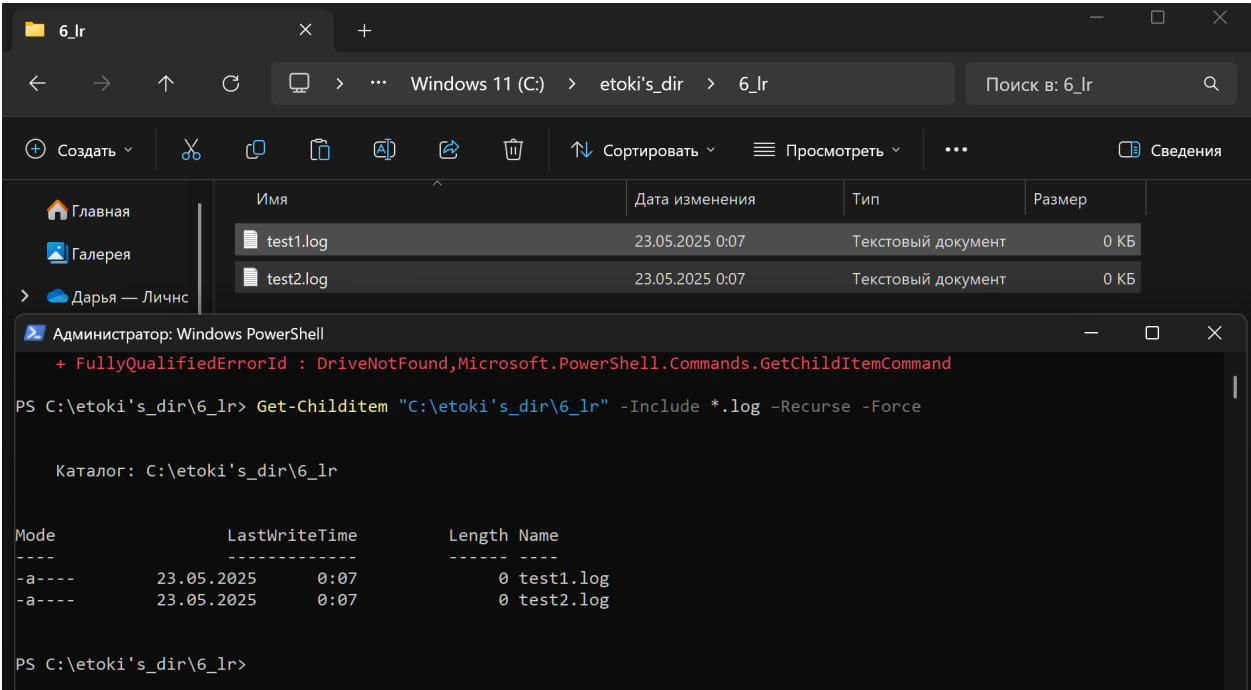 6_lr
Windows 11 (C:) etoki's_dir 6_lr Поиск в: 6_lr
Создать Сортировать Просмотреть Сведения
Имя Дата изменения Тип Размер
Главная
test1.log 23.05.2025 0:07 Текстовый документ 0 КБ
Галерея
test2.log 23.05.2025 0:07 Текстовый документ 0 КБ
Дарья — Личнс
Администратор: Windows PowerShell
+ FullyQualifiedErrorId : DriveNotFound,Microsoft.PowerShell.Commands.GetChildItemCommand
PS C:\etoki's_dir\6_lr> Get-Childitem "C:\etoki's_dir\6_lr" -Include *.log –Recurse -Force
Каталог: C:\etoki's_dir\6_lr
Mode LastWriteTime Length Name
---- ------------- ------ ----
-a---- 23.05.2025 0:07 0 test1.log
-a---- 23.05.2025 0:07 0 test2.log
PS C:\etoki's_dir\6_lr>